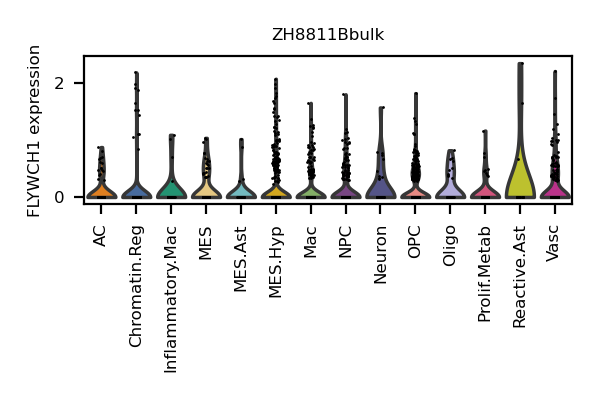 ZH8811Bbulk
FLYWCH1 expression
2
0
AC
Chromatin.Reg
Inflammatory.Mac
MES
MES.Ast
MES.Hyp
Mac
NPC
Neuron
OPC
Oligo
Prolif.Metab
Reactive.Ast
Vasc